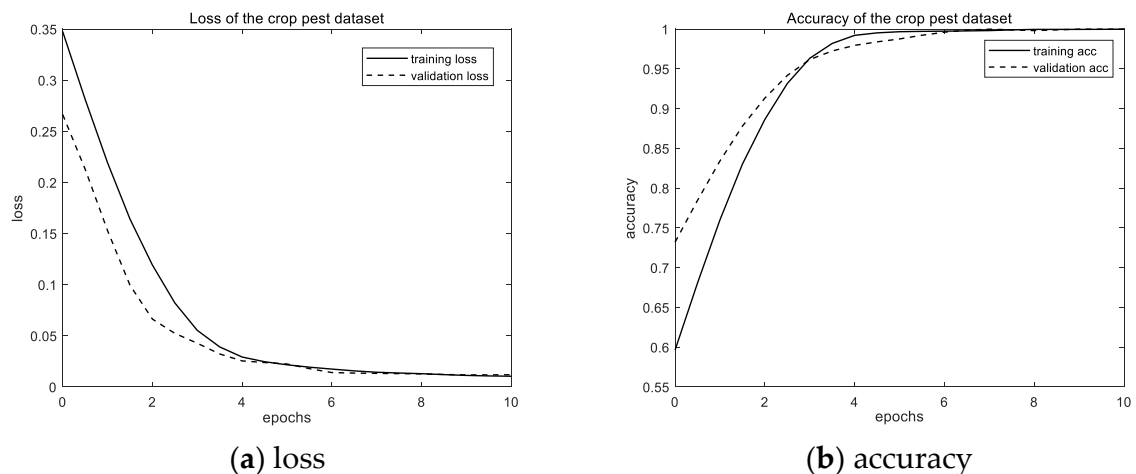 Loss of the crop pest dataset
0.35
0.3
0.25
0.2
0.15
0.1
0.05
0
loss
training loss
validation loss
0 2 4 6 8 10
epochs
(a) loss
Accuracy of the crop pest dataset
1
0.95
0.9
0.85
0.8
0.75
0.7
0.65
0.6
0.55
accuracy
training acc
validation acc
0 2 4 6 8 10
epochs
(b) accuracy